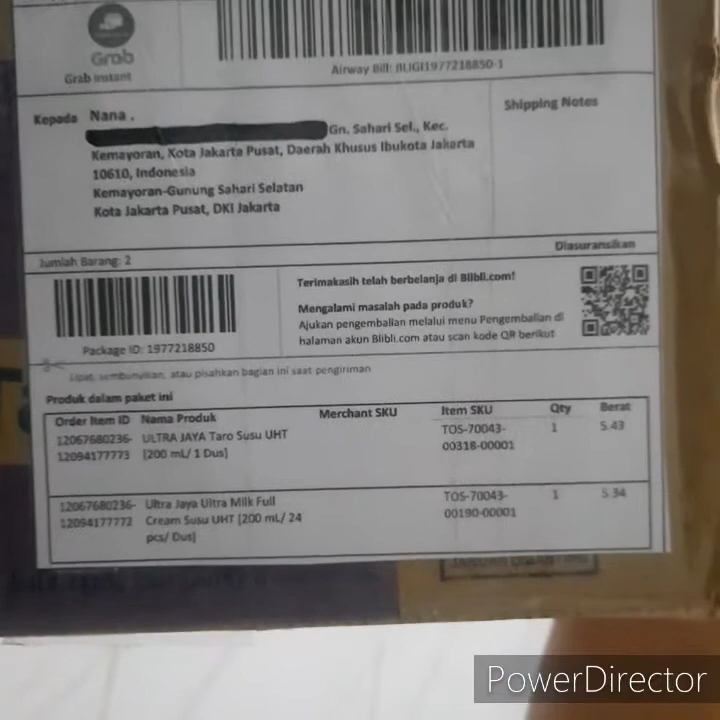 Grab
Grab Instant
Airway Bill: BLIGI1977218850-1
Kepada Nana .
Gn. Sahari Sel., Kec.
Kemayoran, Kota Jakarta Pusat, Daerah Khusus Ibukota Jakarta
10610, Indonesia
Kemayoran-Gunung Sahari Selatan
Kota Jakarta Pusat, DKI Jakarta
Shipping Notes
Diasuransikan
Jumlah Barang: 2
Package ID: 1977218850
Terimakasih telah berbelanja di Blibli.com!
Mengalami masalah pada produk?
Ajukan pengembalian melalui menu Pengembalian di
halaman akun Blibli.com atau scan kode QR berikut
Lipat, sembunyikan, atau pisahkan bagian ini saat pengiriman
Produk dalam paket ini
Order Item ID Nama Produk Merchant SKU Item SKU Qty Berat
12067680236- ULTRA JAYA Taro Susu UHT TOS-70043- 1 5.43
12094177773 [200 mL/ 1 Dus] 00318-00001
12067680236- Ultra Jaya Ultra Milk Full TOS-70043- 1 5.34
12094177772 Cream Susu UHT [200 mL/ 24 00190-00001
pcs/ Dus]
PowerDirector